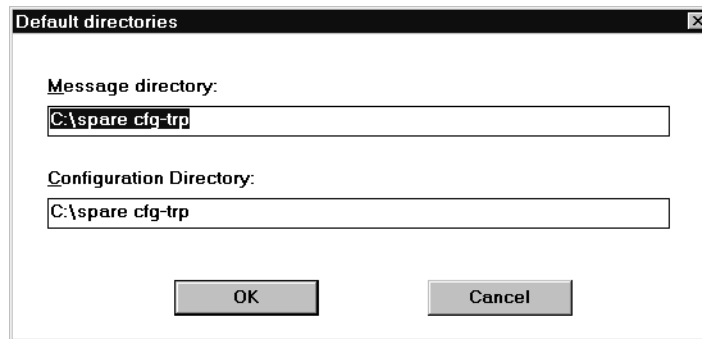 Default directories
Message directory:
C:\spare cfg-trp
Configuration Directory:
C:\spare cfg-trp
OK
Cancel